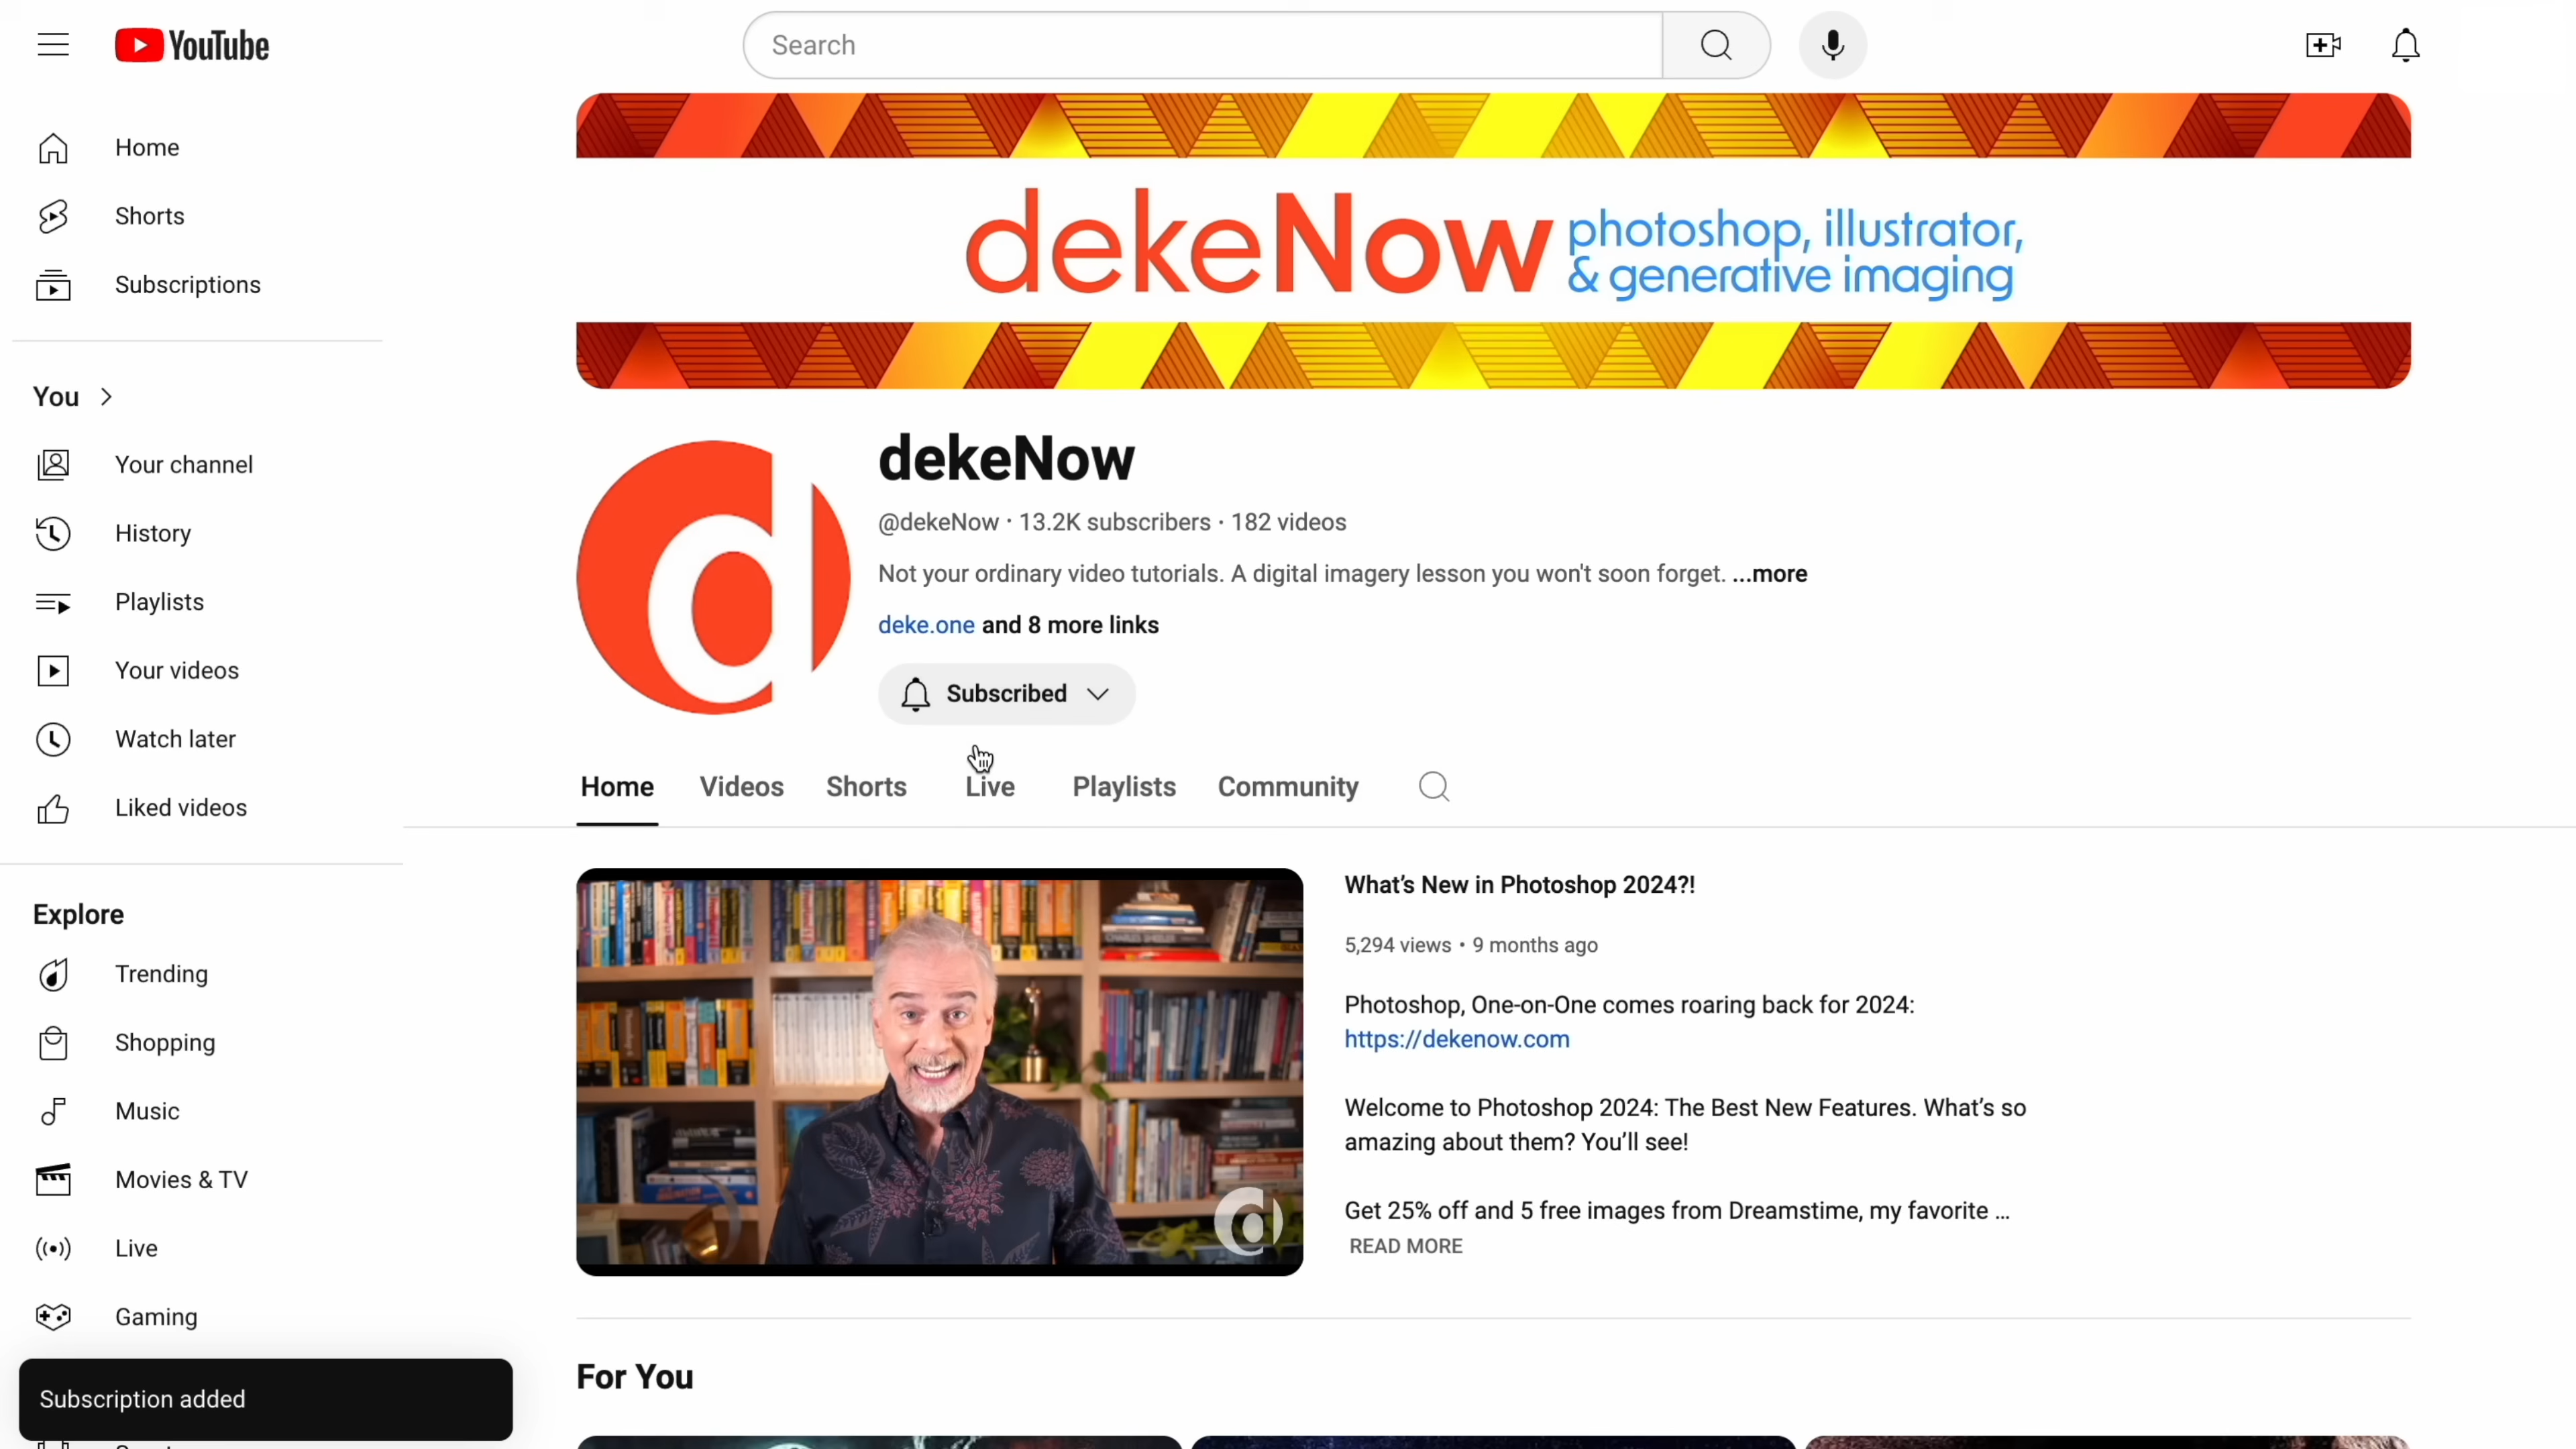 YouTube
Search
Home
Shorts
Subscriptions
You
Your channel
History
Playlists
Your videos
Watch later
Liked videos
Explore
Trending
Shopping
Music
Movies & TV
Live
Gaming
Subscription added
dekeNow
photoshop, illustrator,
& generative imaging
dekeNow
@dekeNow · 13.2K subscribers · 182 videos
Not your ordinary video tutorials. A digital imagery lesson you won't soon forget. ...more
deke.one and 8 more links
Subscribed
Home Videos Shorts Live Playlists Community
What's New in Photoshop 2024?!
5,294 views • 9 months ago
Photoshop, One-on-One comes roaring back for 2024:
https://dekenow.com
Welcome to Photoshop 2024: The Best New Features. What's so
amazing about them? You'll see!
Get 25% off and 5 free images from Dreamstime, my favorite ...
READ MORE
For You